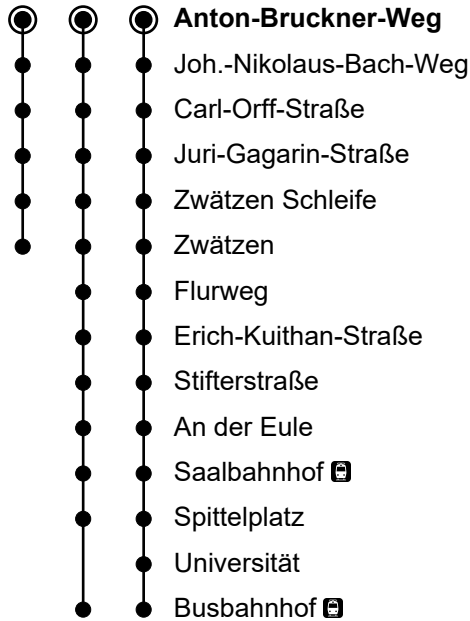 Anton-Bruckner-Weg
Joh.-Nikolaus-Bach-Weg
Carl-Orff-Straße
Juri-Gagarin-Straße
Zwätzen Schleife
Zwätzen
Flurweg
Erich-Kuithan-Straße
Stifterstraße
An der Eule
Saalbahnhof
Spittelplatz
Universität
Busbahnhof